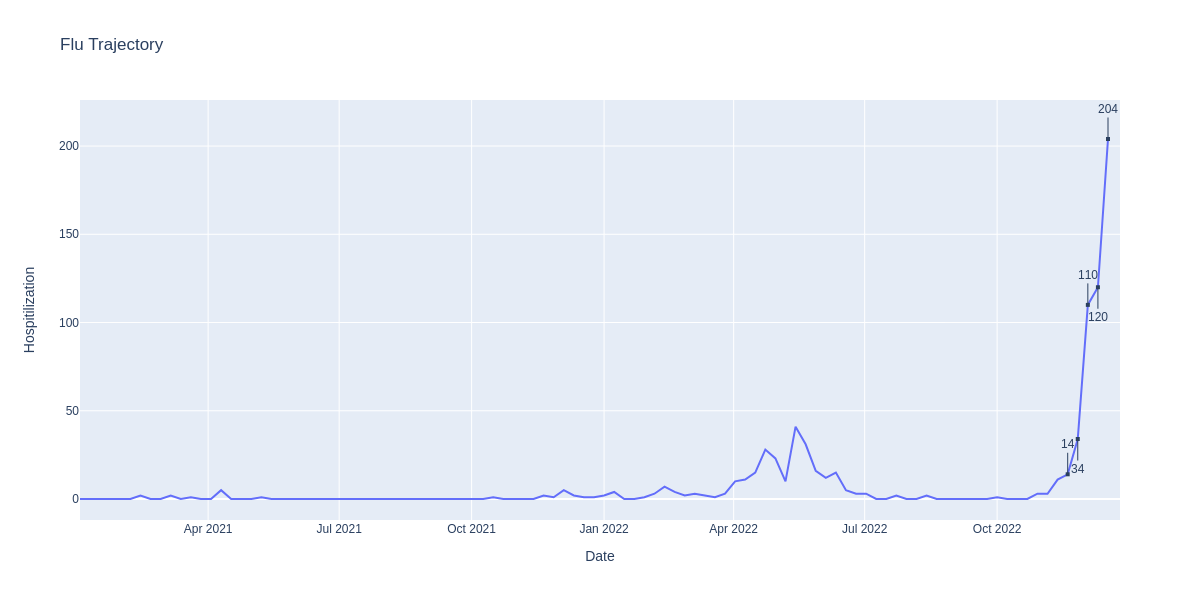 Flu Trajectory
204
200
150
110
120
100
50
14
34
0
Hospitilization
Apr 2021
Jul 2021
Oct 2021
Jan 2022
Apr 2022
Jul 2022
Oct 2022
Date